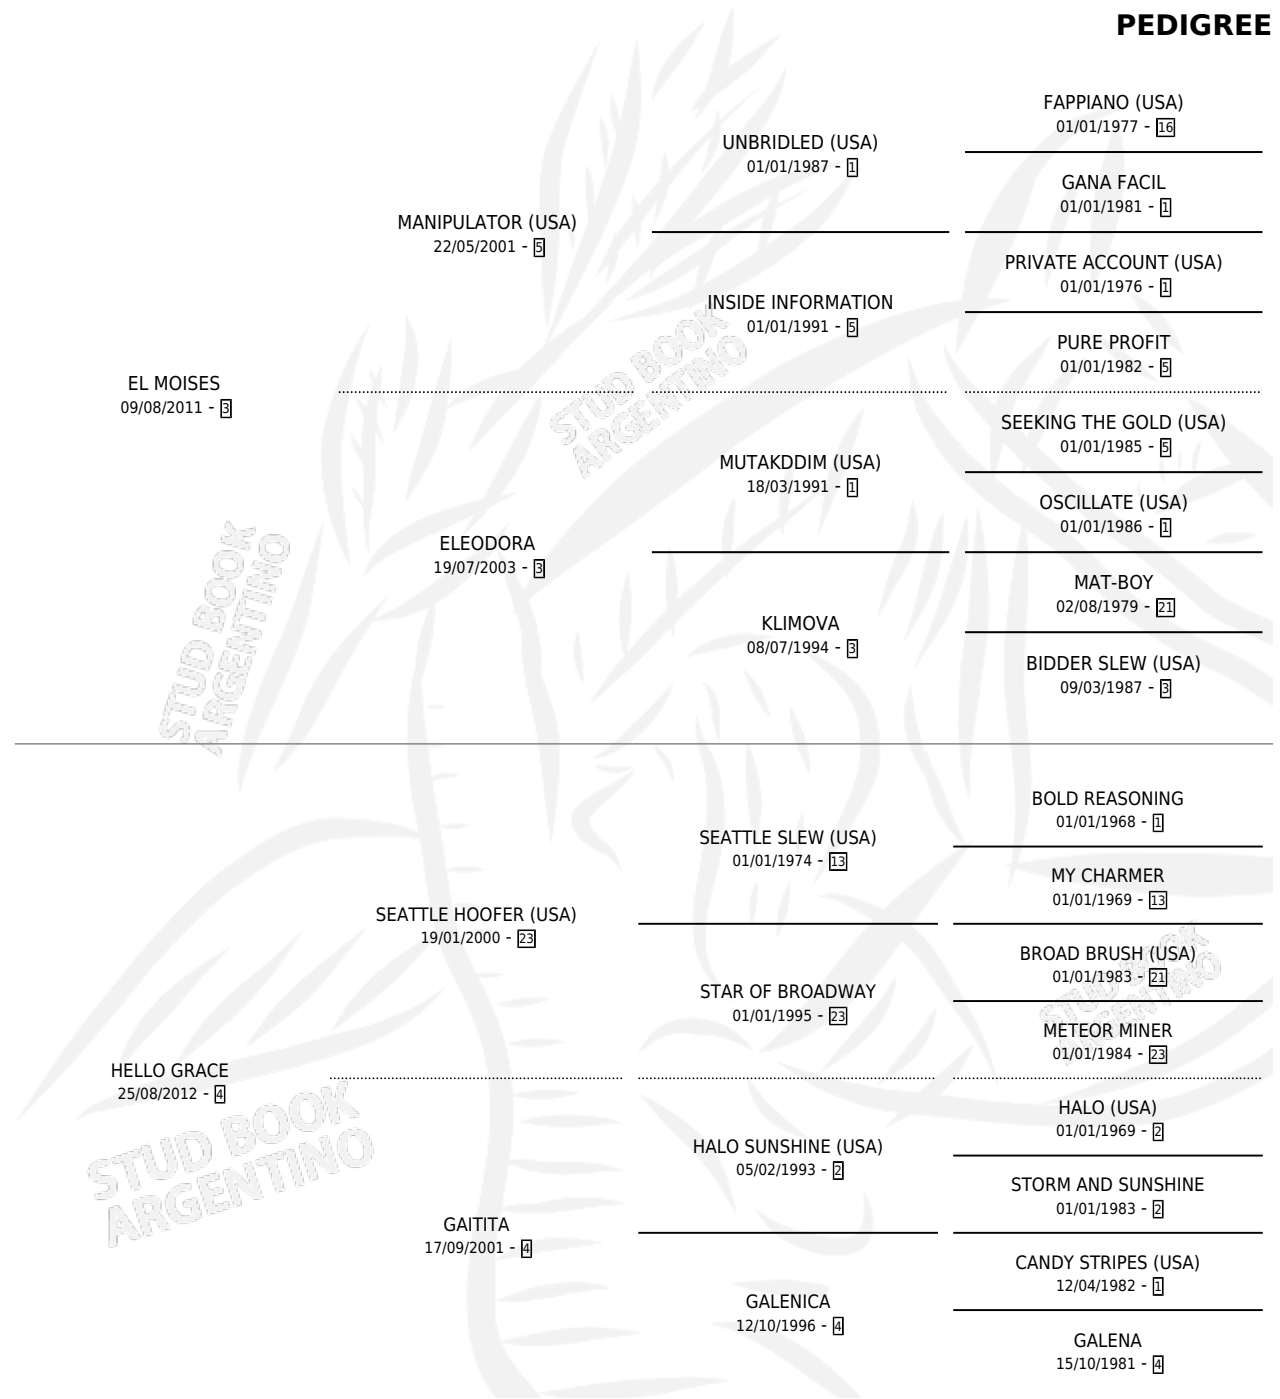 PEDIGREE
FAPPIANO (USA)
01/01/1977 - 16
UNBRIDLED (USA)
01/01/1987 - 1
GANA FACIL
01/01/1981 - 1
MANIPULATOR (USA)
22/05/2001 - 5
PRIVATE ACCOUNT (USA)
01/01/1976 - 1
INSIDE INFORMATION
01/01/1991 - 5
PURE PROFIT
01/01/1982 - 5
EL MOISES
09/08/2011 - 3
SEEKING THE GOLD (USA)
01/01/1985 - 5
MUTAKDDIM (USA)
18/03/1991 - 1
OSCILLATE (USA)
01/01/1986 - 1
ELEODORA
19/07/2003 - 3
MAT-BOY
02/08/1979 - 21
KLIMOVA
08/07/1994 - 3
BIDDER SLEW (USA)
09/03/1987 - 3
BOLD REASONING
01/01/1968 - 1
SEATTLE SLEW (USA)
01/01/1974 - 13
MY CHARMER
01/01/1969 - 13
SEATTLE HOOFER (USA)
19/01/2000 - 23
BROAD BRUSH (USA)
01/01/1983 - 21
STAR OF BROADWAY
01/01/1995 - 23
METEOR MINER
01/01/1984 - 23
HELLO GRACE
25/08/2012 - 4
HALO (USA)
01/01/1969 - 2
HALO SUNSHINE (USA)
05/02/1993 - 2
STORM AND SUNSHINE
01/01/1983 - 2
GAITITA
17/09/2001 - 4
CANDY STRIPES (USA)
12/04/1982 - 1
GALENICA
12/10/1996 - 4
GALENA
15/10/1981 - 4
STUD BOOK
ARGENTINO
STUD BOOK
ARGENTINO
STUD BOOK
ARGENTINO
STUD BOOK
ARGENTINO